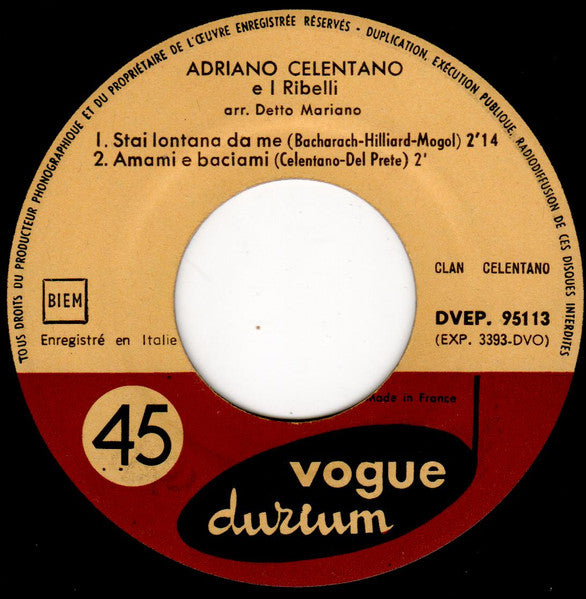 TOUS DROITS DU PRODUCTEUR PHONOGRAPHIQUE ET DU PROPRIÉTAIRE DE L'ŒUVRE ENREGISTRÉE RÉSERVÉS - DUPLICATION, EXÉCUTION PUBLIQUE, RADIODIFFUSION DE CES DISQUES INTERDITES
ADRIANO CELENTANO
e I Ribelli
arr. Detto Mariano
1. Stai lontana da me (Bacharach-Hilliard-Mogol) 2'14
2. Amami e baciami (Celentano-Del Prete) 2'
CLAN CELENTANO
BIEM
DVEP. 95113
Enregistré en Italie
(EXP. 3393-DVO)
Made in France
45
vogue
durium